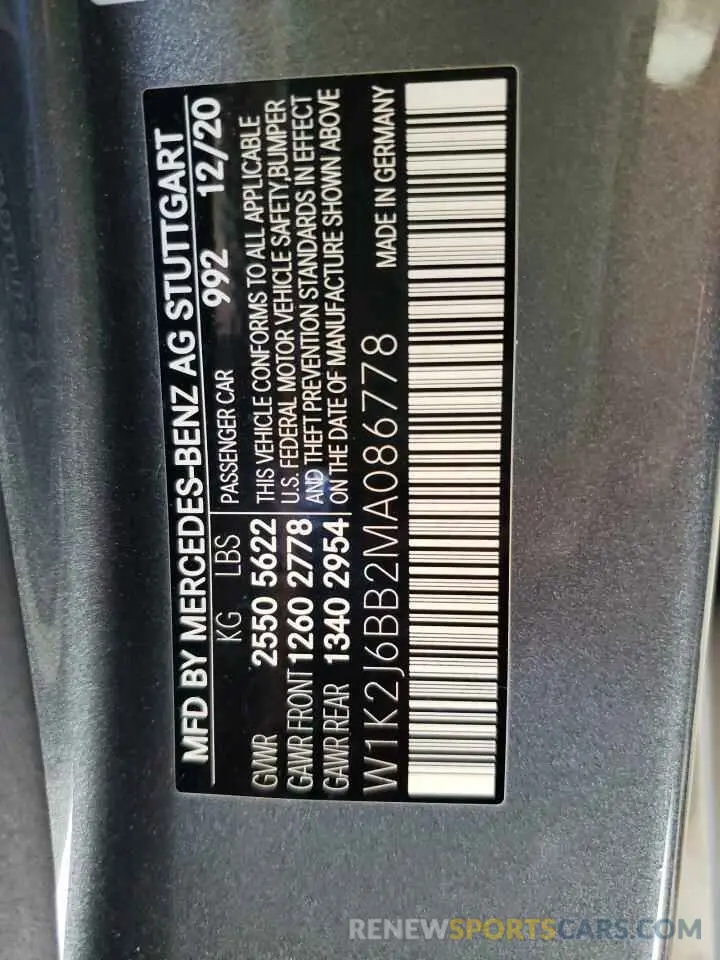 MFD BY MERCEDES-BENZ AG STUTTGART
992 12/20
KG LBS PASSENGER CAR
GVWR 2550 5622 THIS VEHICLE CONFORMS TO ALL APPLICABLE
GAWR FRONT 1260 2778 U.S. FEDERAL MOTOR VEHICLE SAFETY,BUMPER
AND THEFT PREVENTION STANDARDS IN EFFECT
GAWR REAR 1340 2954 ON THE DATE OF MANUFACTURE SHOWN ABOVE
W1K2J6BB2MA086778 MADE IN GERMANY
RENEWSPORTSCARS.COM